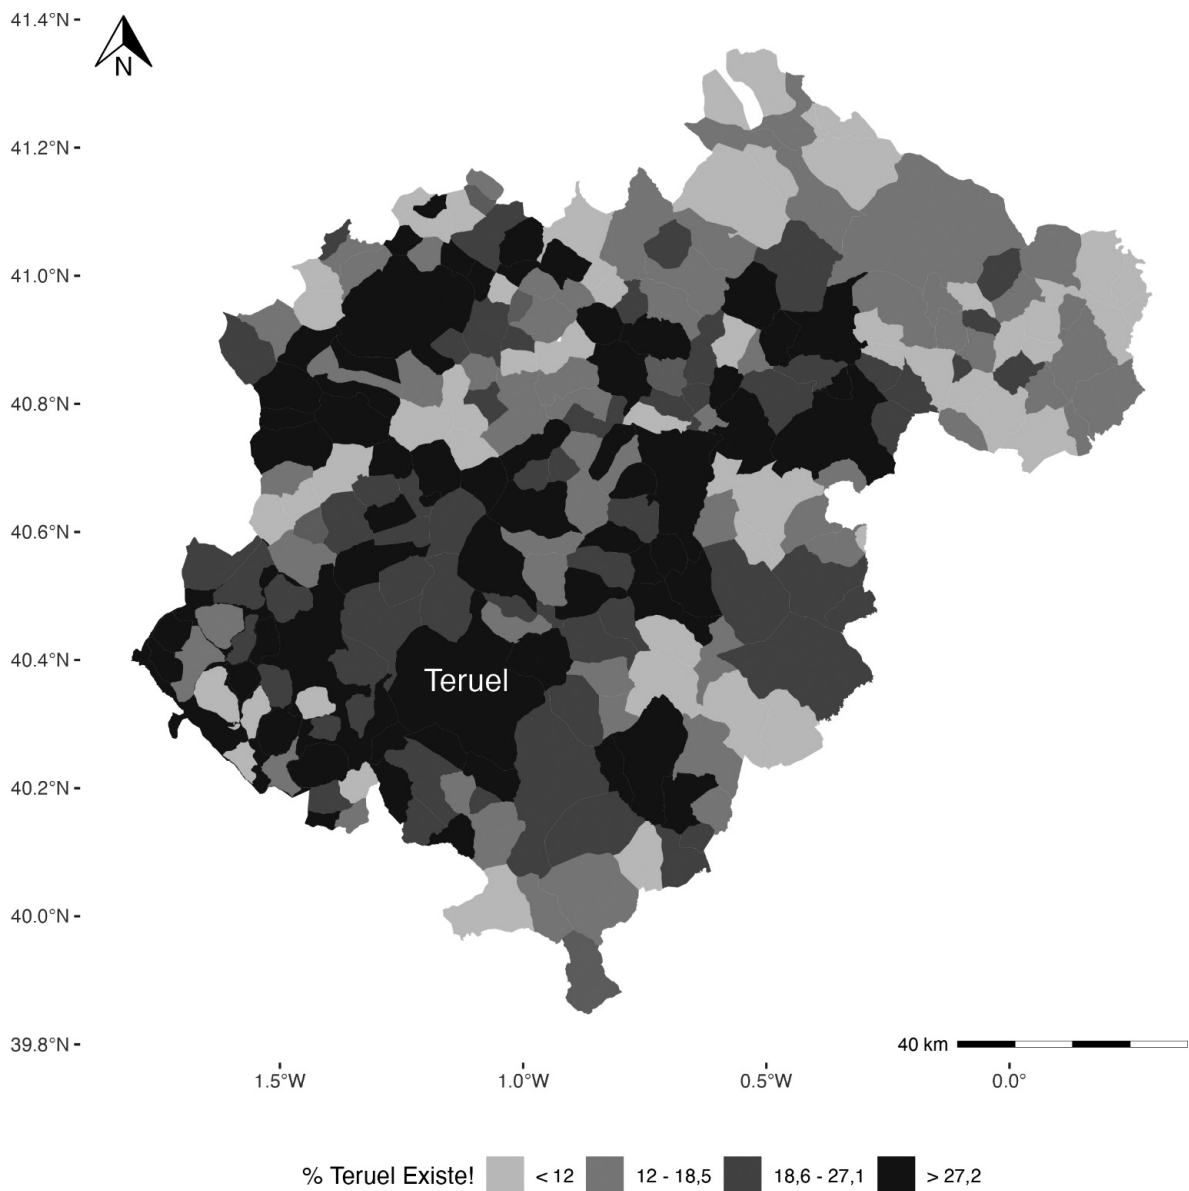 41.4°N
N
41.2°N
41.0°N
40.8°N
40.6°N
40.4°N
Teruel
40.2°N
40.0°N
39.8°N
40 km
1.5°W 1.0°W 0.5°W 0.0°
% Teruel Existe! < 12 12 - 18,5 18,6 - 27,1 > 27,2